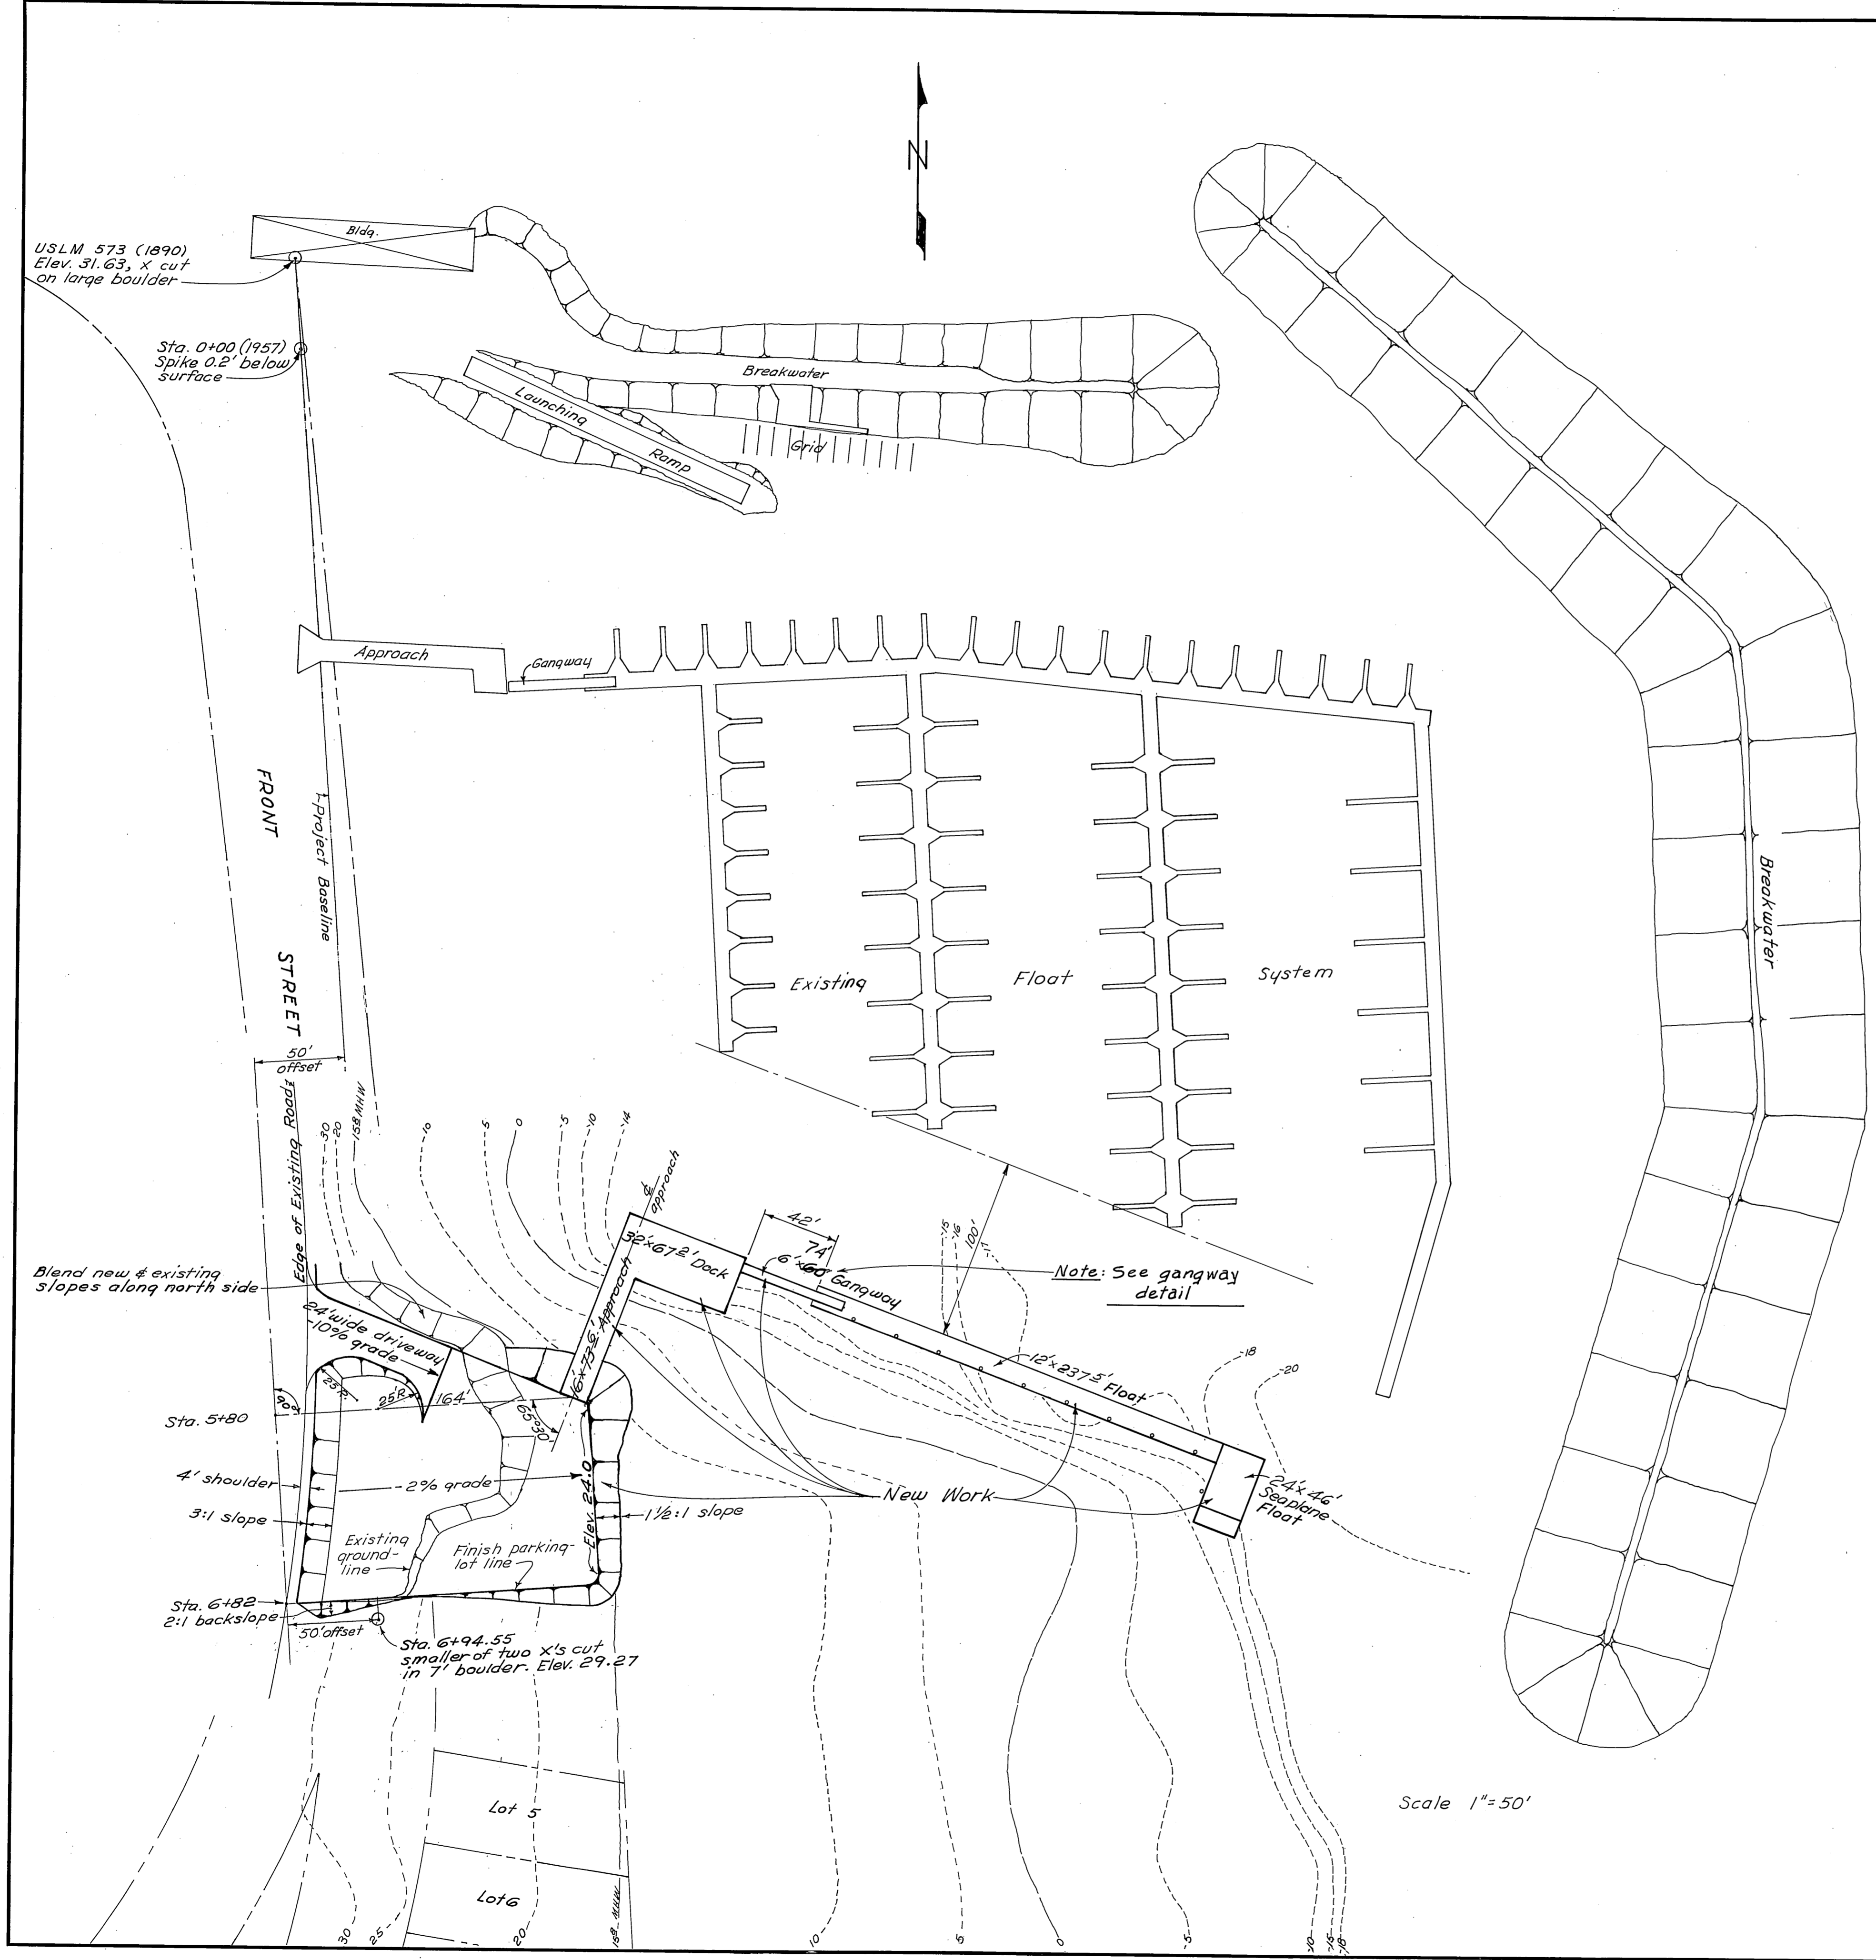 N
Bldg.
USLM 573 (1890)
Elev. 31.63, x cut
on large boulder
Sta. 0+00 (1957)
Spike 0.2' below
surface
Breakwater
Launching
Ramp
Grid
Approach
Gangway
FRONT
STREET
Project Baseline
Breakwater
Existing
Float
System
50'
offset
Edge of Existing Road
-30
-20
15.8 MHW
-10
-5
0
-5
-10
-14
℄
approach
42'
32'x67.2' Dock
74'
6'x60' Gangway
-15
-16
100'
-17
Note: See gangway
detail
Blend new & existing
slopes along north side
24' wide driveway
-10% grade
16'x73.6' Approach
12'x237.5' Float
-18
-20
25'R.
25'R
164'
90°
Sta. 5+80
65°30'
4' shoulder
-2% grade
3:1 slope
Elev. 24.0
1½:1 slope
New Work
24'x46'
Seaplane
Float
Existing
ground-
line
Finish parking-
lot line
Sta. 6+82
2:1 backslope
50' offset
Sta. 6+94.55
smaller of two X's cut
in 7' boulder. Elev. 29.27
Lot 5
Lot 6
Scale 1"=50'
30
25
20
15.8 MHW
10
5
0
-5
-10
-15
-18